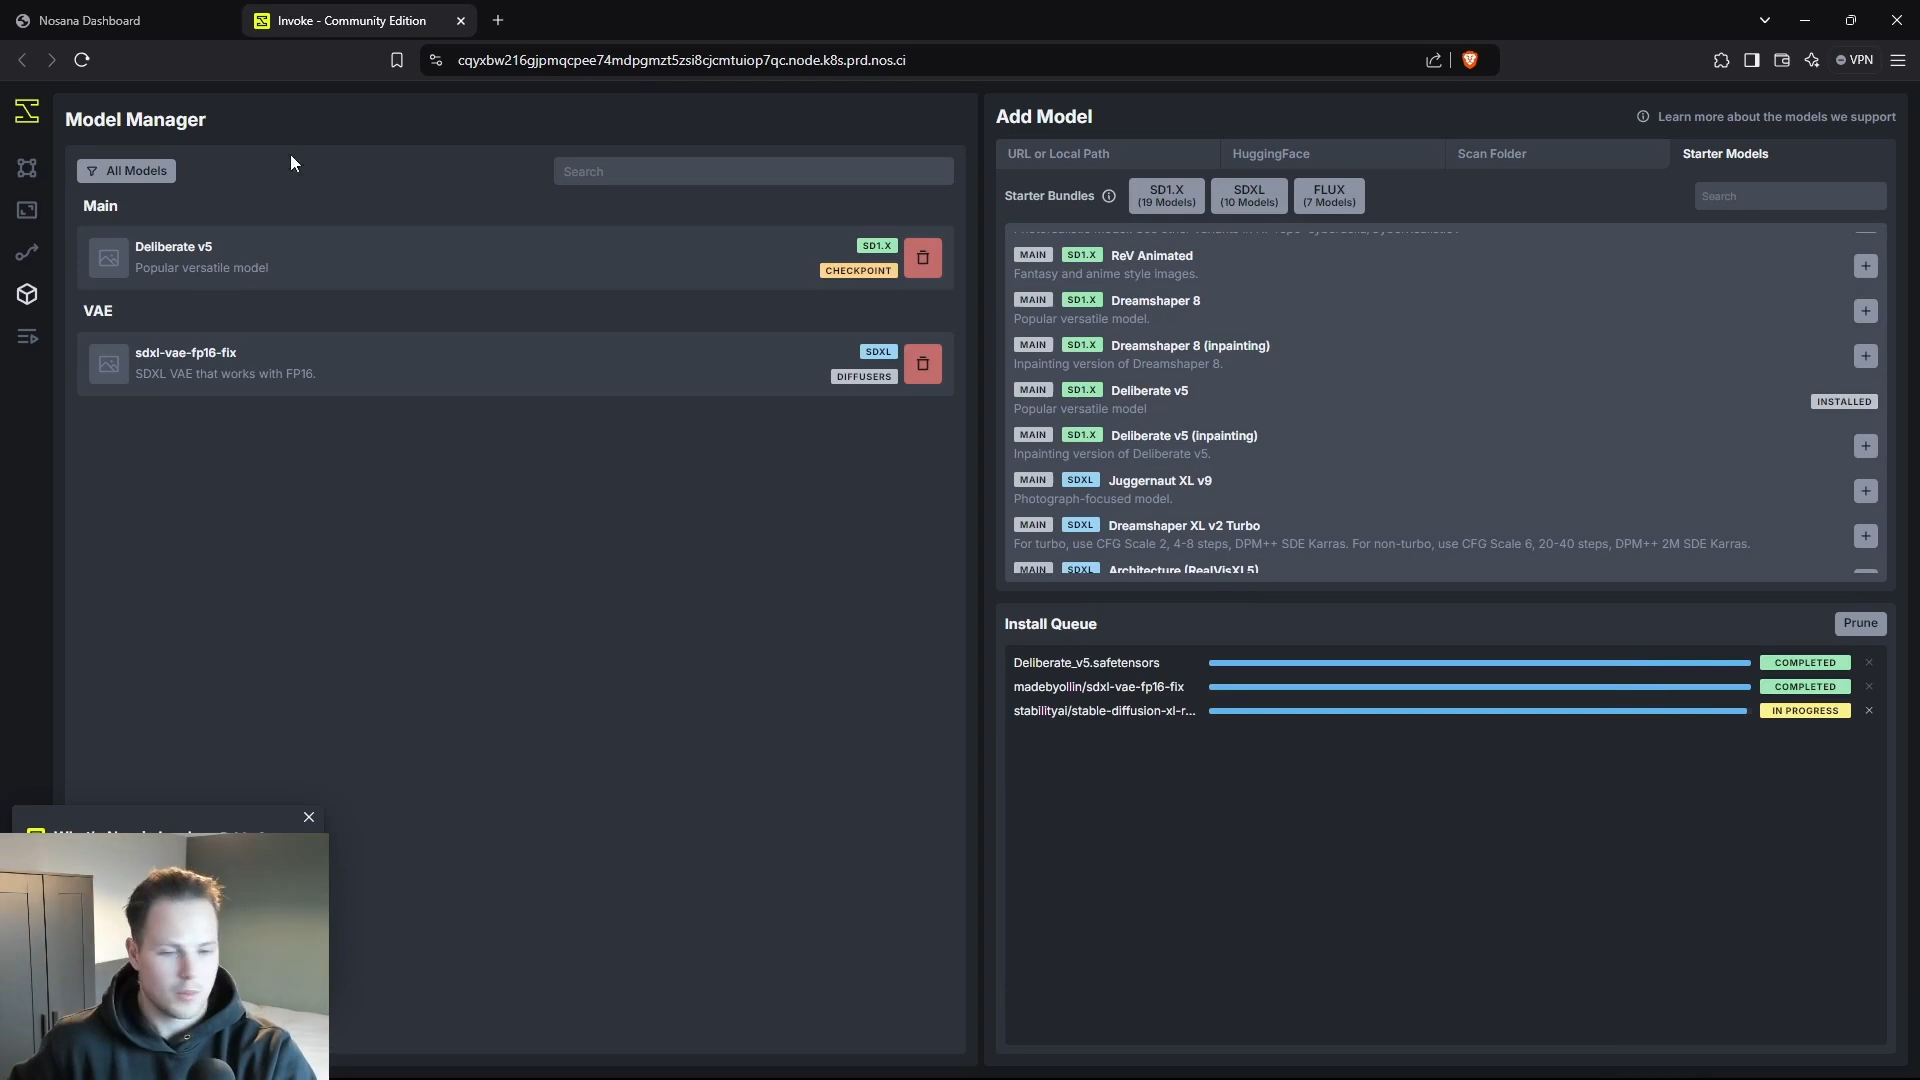 Nosana Dashboard
Invoke - Community Edition
cqyxbw216gjpmqcpee74mdpgmzt5zsi8cjcmtuiop7qc.node.k8s.prd.nos.ci
VPN
Model Manager
All Models
Search
Main
Deliberate v5
SD1.X
Popular versatile model
CHECKPOINT
VAE
sdxl-vae-fp16-fix
SDXL
SDXL VAE that works with FP16.
DIFFUSERS
Add Model
Learn more about the models we support
URL or Local Path
HuggingFace
Scan Folder
Starter Models
Starter Bundles
SD1.X
(19 Models)
SDXL
(10 Models)
FLUX
(7 Models)
Search
MAIN SD1.X ReV Animated
Fantasy and anime style images.
MAIN SD1.X Dreamshaper 8
Popular versatile model.
MAIN SD1.X Dreamshaper 8 (inpainting)
Inpainting version of Dreamshaper 8.
MAIN SD1.X Deliberate v5
Popular versatile model
INSTALLED
MAIN SD1.X Deliberate v5 (inpainting)
Inpainting version of Deliberate v5.
MAIN SDXL Juggernaut XL v9
Photograph-focused model.
MAIN SDXL Dreamshaper XL v2 Turbo
For turbo, use CFG Scale 2, 4-8 steps, DPM++ SDE Karras. For non-turbo, use CFG Scale 6, 20-40 steps, DPM++ 2M SDE Karras.
MAIN SDXL Architecture (RealVisXL5)
Install Queue
Prune
Deliberate_v5.safetensors
COMPLETED
madebyollin/sdxl-vae-fp16-fix
COMPLETED
stabilityai/stable-diffusion-xl-r...
IN PROGRESS